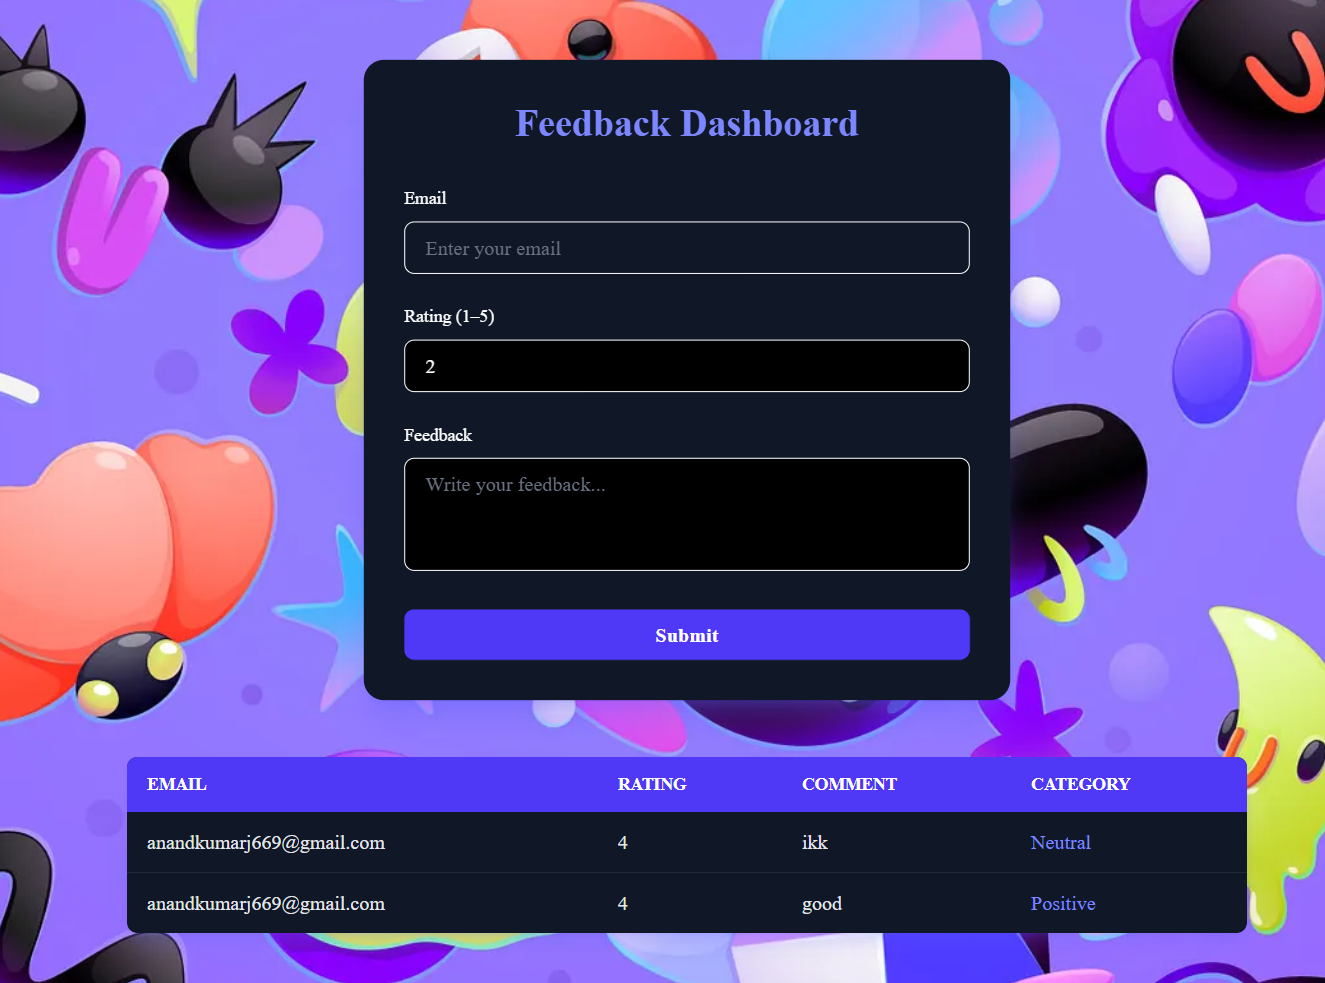 Feedback Dashboard
Email
Enter your email
Rating (1–5)
2
Feedback
Write your feedback...
Submit
EMAIL RATING COMMENT CATEGORY
anandkumarj669@gmail.com 4 ikk Neutral
anandkumarj669@gmail.com 4 good Positive